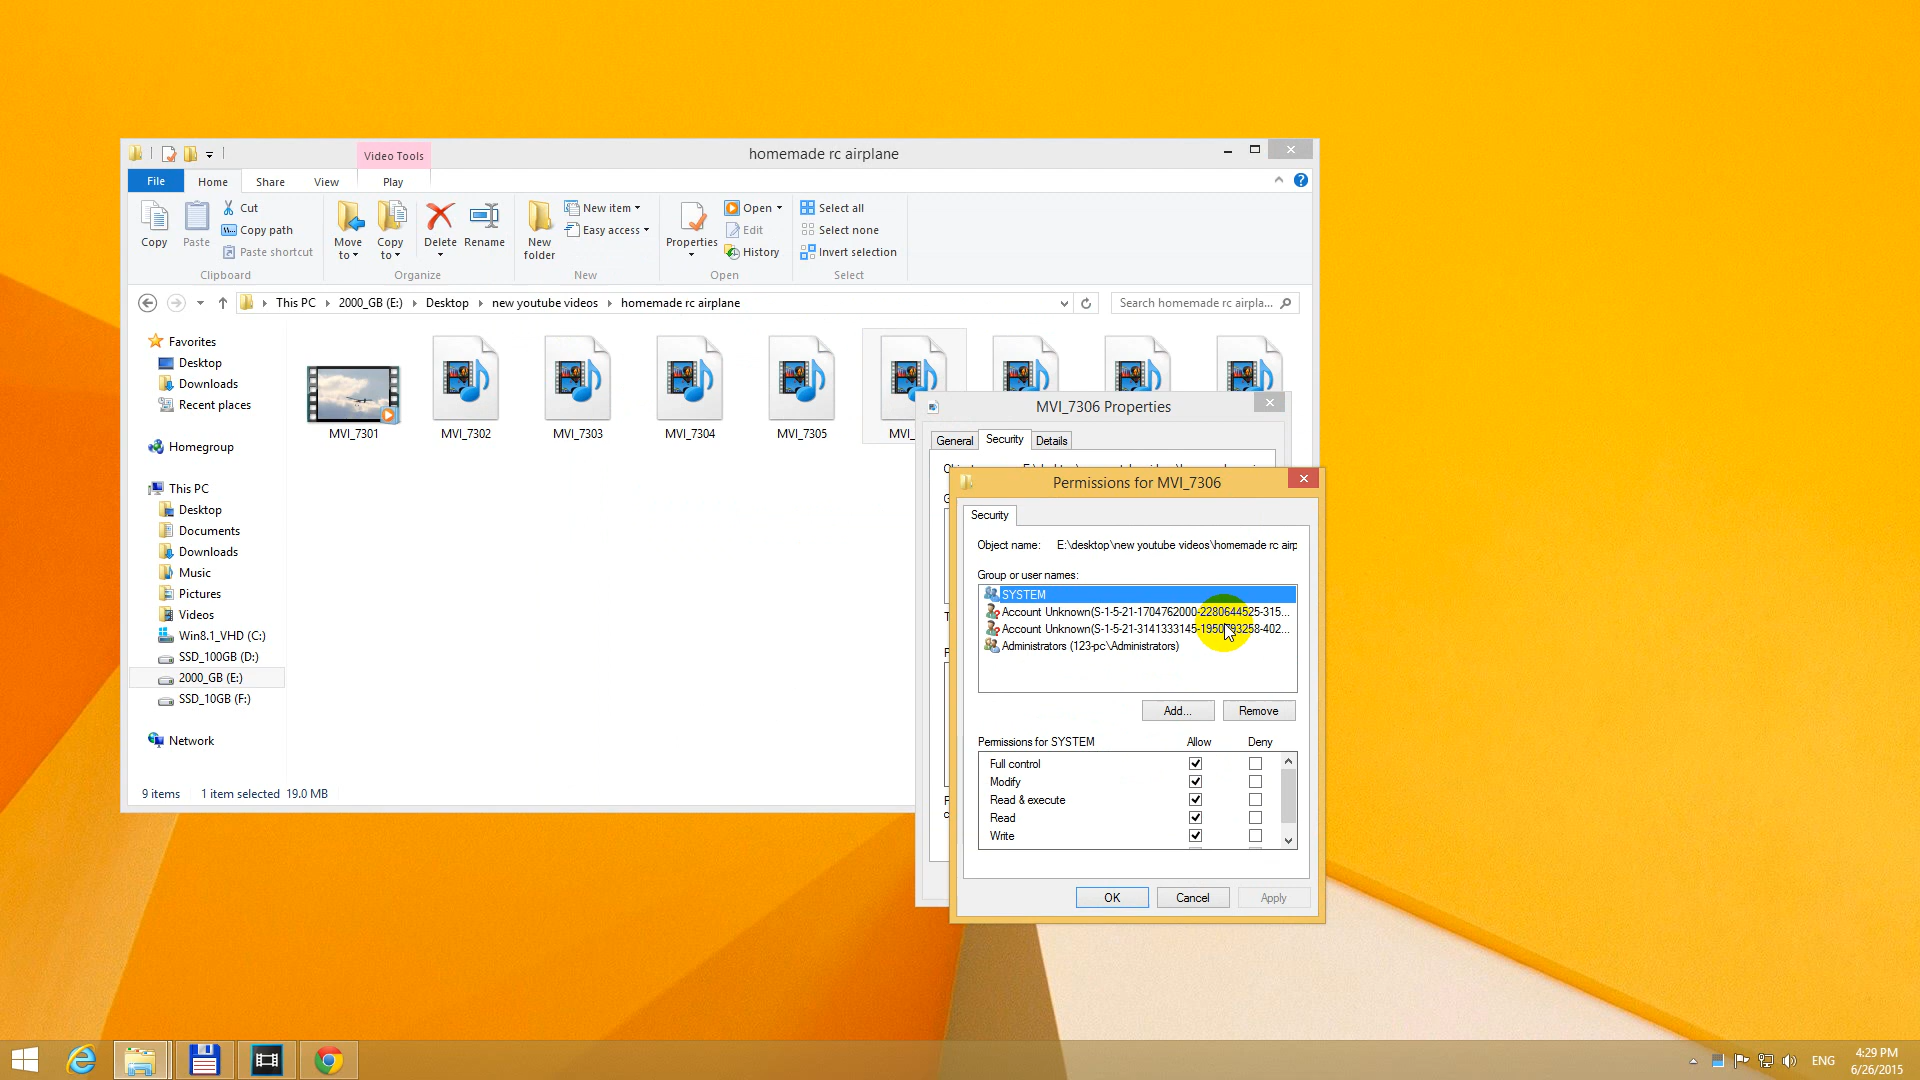 Video Tools
homemade rc airplane
File Home Share View Play
Copy
Paste
Cut
Copy path
Paste shortcut
Clipboard
Move to
Copy to
Delete
Rename
Organize
New folder
New item
Easy access
New
Properties
Open
Edit
History
Open
Select all
Select none
Invert selection
Select
This PC 2000_GB (E:) Desktop new youtube videos homemade rc airplane
Search homemade rc airpla...
Favorites
Desktop
Downloads
Recent places
Homegroup
This PC
Desktop
Documents
Downloads
Music
Pictures
Videos
Win8.1_VHD (C:)
SSD_100GB (D:)
2000_GB (E:)
SSD_10GB (F:)
Network
MVI_7301 MVI_7302 MVI_7303 MVI_7304 MVI_7305 MVI_
9 items 1 item selected 19.0 MB
MVI_7306 Properties
General Security Details
Permissions for MVI_7306
Security
Object name: E:\desktop\new youtube videos\homemade rc airp
Group or user names:
SYSTEM
Account Unknown(S-1-5-21-1704762000-2280644525-315...
Account Unknown(S-1-5-21-3141333145-1950 93258-402...
Administrators (123-pc\Administrators)
Add... Remove
Permissions for SYSTEM Allow Deny
Full control
Modify
Read & execute
Read
Write
OK Cancel Apply
ENG
4:29 PM
6/26/2015